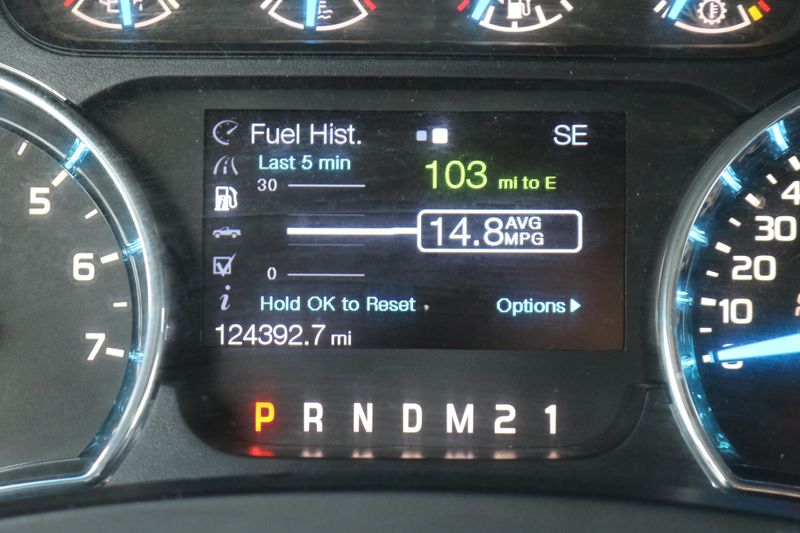 Fuel Hist. SE
Last 5 min
103 mi to E
30
14.8 AVG MPG
0
Hold OK to Reset Options
124392.7 mi
P R N D M 2 1
5
6
7
4
30
20
10